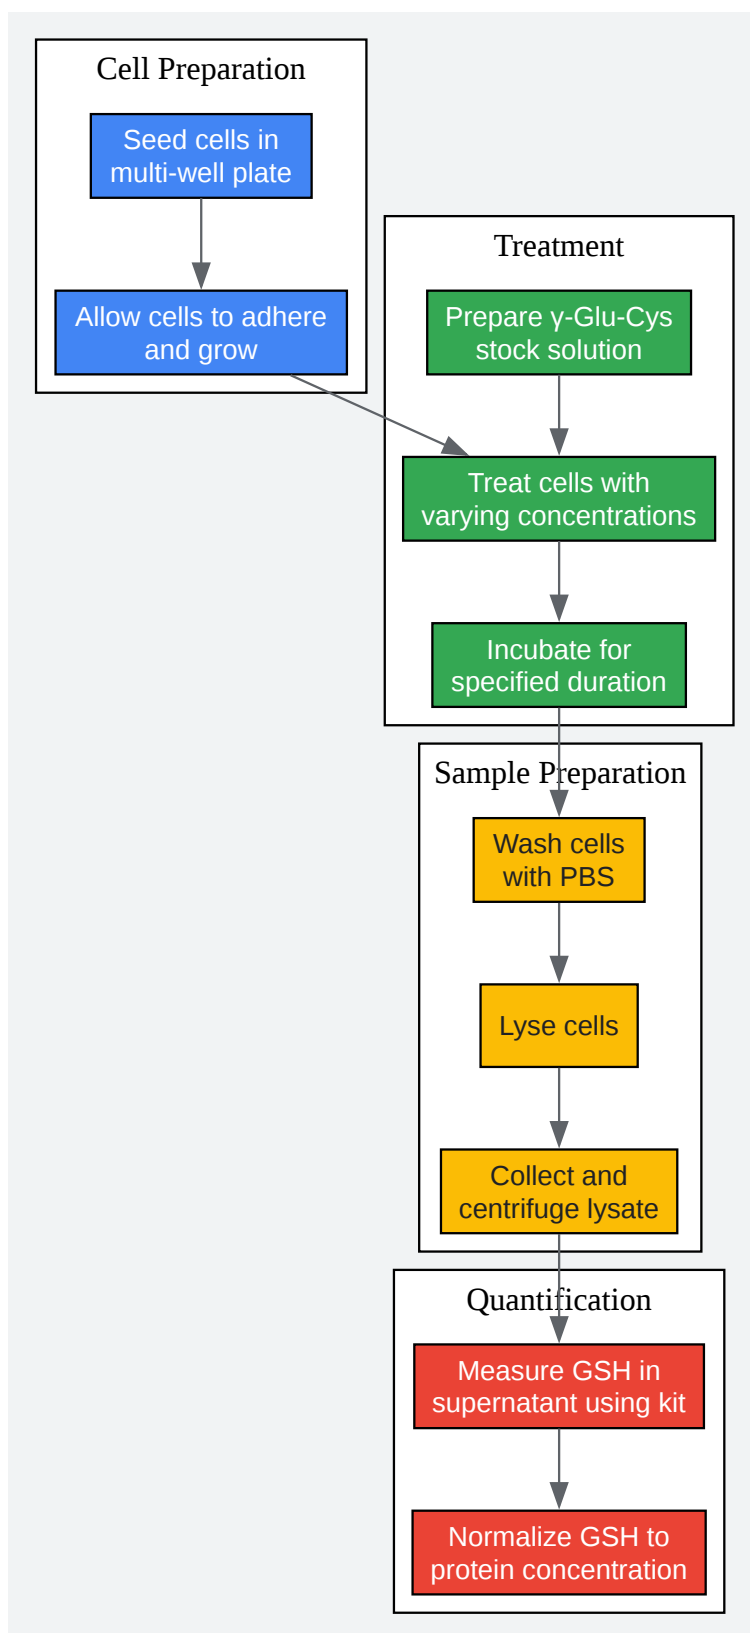 Cell Preparation
Seed cells in
multi-well plate
Allow cells to adhere
and grow
Treatment
Prepare γ-Glu-Cys
stock solution
Treat cells with
varying concentrations
Incubate for
specified duration
Sample Preparation
Wash cells
with PBS
Lyse cells
Collect and
centrifuge lysate
Quantification
Measure GSH in
supernatant using kit
Normalize GSH to
protein concentration